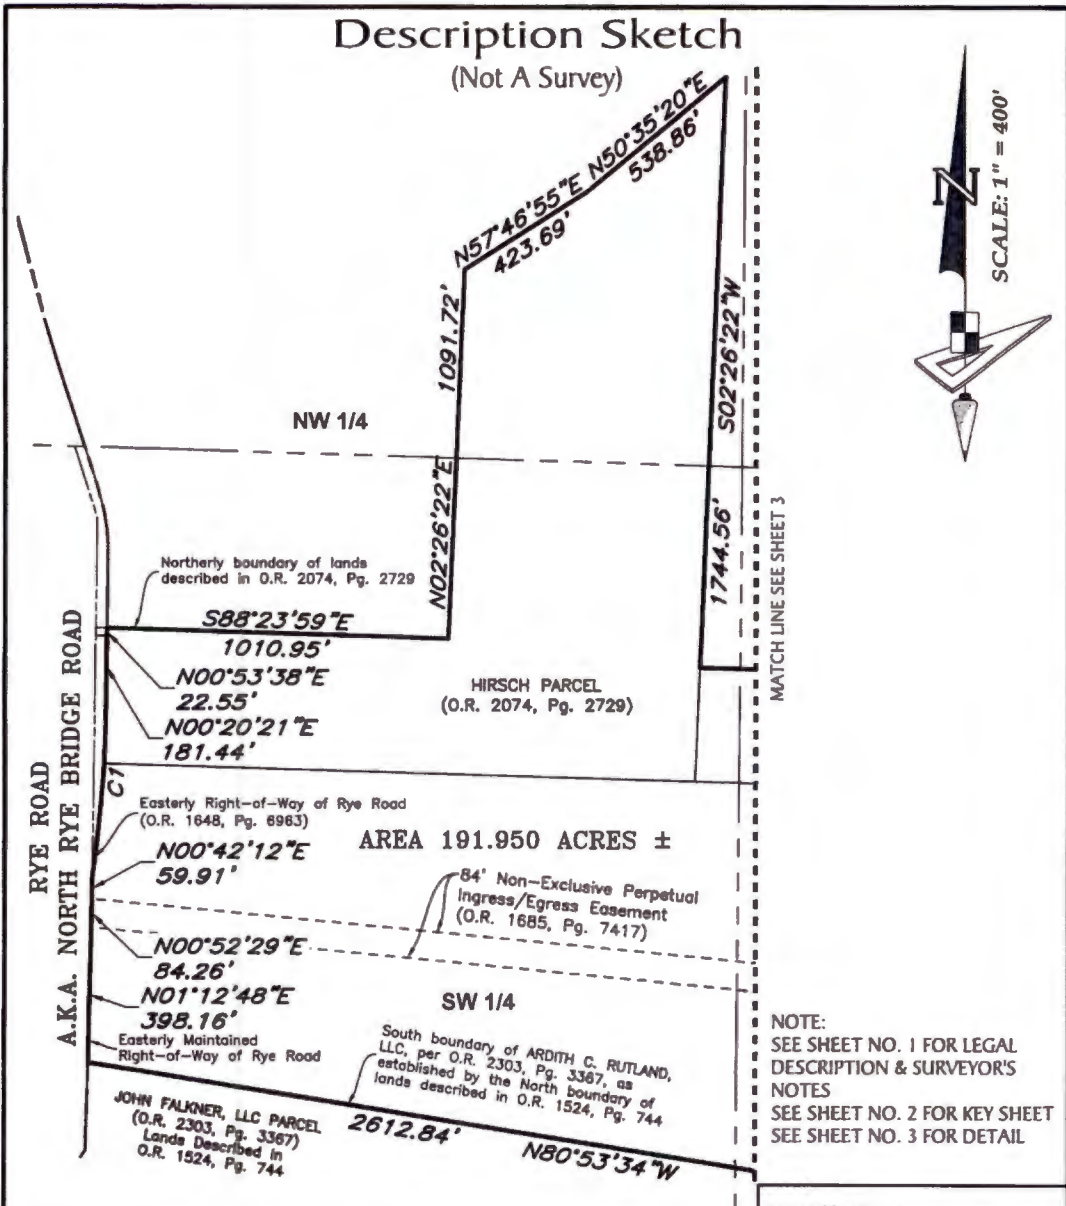 Description Sketch
(Not A Survey)
N50°35'20"E
538.86'
N57°46'55"E
423.69'
N
SCALE: 1" = 400'
1091.72'
N02°26'22"E
S02°26'22"W
1744.56'
NW 1/4
MATCH LINE SEE SHEET 3
Northerly boundary of lands
described in O.R. 2074, Pg. 2729
S88°23'59"E
1010.95'
N00°53'38"E
22.55'
N00°20'21"E
181.44'
HIRSCH PARCEL
(O.R. 2074, Pg. 2729)
RYE ROAD
A.K.A. NORTH RYE BRIDGE ROAD
C1
Easterly Right-of-Way of Rye Road
(O.R. 1648, Pg. 6963)
N00°42'12"E
59.91'
AREA 191.950 ACRES ±
84' Non-Exclusive Perpetual
Ingress/Egress Easement
(O.R. 1685, Pg. 7417)
N00°52'29"E
84.26'
N01°12'48"E
398.16'
SW 1/4
Easterly Maintained
Right-of-Way of Rye Road
South boundary of ARDITH C. RUTLAND,
LLC, per O.R. 2303, Pg. 3367, as
established by the North boundary of
lands described in O.R. 1524, Pg. 744
JOHN FALKNER, LLC PARCEL
(O.R. 2303, Pg. 3367)
Lands Described in
O.R. 1524, Pg. 744
2612.84'
N80°53'34"W
NOTE:
SEE SHEET NO. 1 FOR LEGAL
DESCRIPTION & SURVEYOR'S
NOTES
SEE SHEET NO. 2 FOR KEY SHEET
SEE SHEET NO. 3 FOR DETAIL